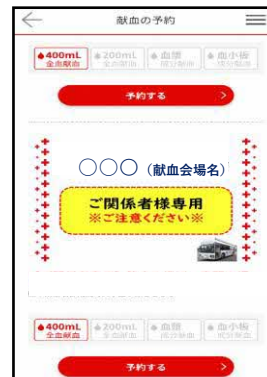 献血の予約
400mL 200mL 血漿 血小板
全血献血 全血献血 成分献血 成分献血
予約する
○○○（献血会場名）
ご関係者様専用
※ご注意ください※
400mL 200mL 血漿 血小板
全血献血 全血献血 成分献血 成分献血
予約する